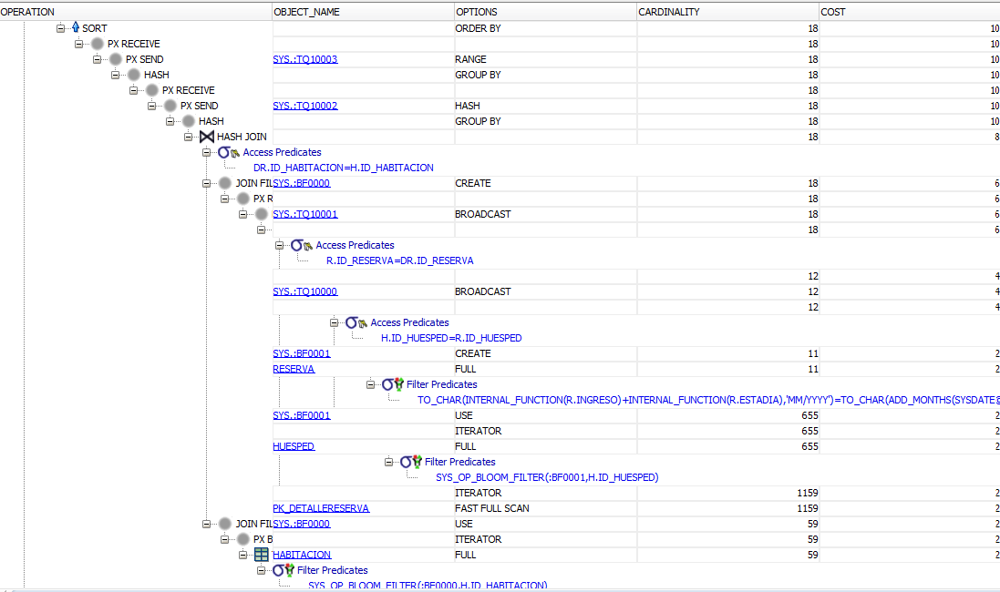 OPERATION OBJECT_NAME OPTIONS CARDINALITY COST
SORT ORDER BY 18 10
PX RECEIVE 18 10
PX SEND SYS.:TQ10003 RANGE 18 10
HASH GROUP BY 18 10
PX RECEIVE 18 10
PX SEND SYS.:TQ10002 HASH 18 10
HASH GROUP BY 18 10
HASH JOIN 18 8
Access Predicates
DR.ID_HABITACION=H.ID_HABITACION
JOIN FIL SYS.:BF0000 CREATE 18 6
PX R 18 6
SYS.:TQ10001 BROADCAST 18 6
18 6
Access Predicates
R.ID_RESERVA=DR.ID_RESERVA
12 4
SYS.:TQ10000 BROADCAST 12 4
12 4
Access Predicates
H.ID_HUESPED=R.ID_HUESPED
SYS.:BF0001 CREATE 11 2
RESERVA FULL 11 2
Filter Predicates
TO_CHAR(INTERNAL_FUNCTION(R.INGRESO)+INTERNAL_FUNCTION(R.ESTADIA),'MM/YYYY')=TO_CHAR(ADD_MONTHS(SYSDATE@
SYS.:BF0001 USE 655 2
ITERATOR 655 2
HUESPED FULL 655 2
Filter Predicates
SYS_OP_BLOOM_FILTER(:BF0001,H.ID_HUESPED)
ITERATOR 1159 2
PK_DETALLERESERVA FAST FULL SCAN 1159 2
JOIN FIL SYS.:BF0000 USE 59 2
PX B ITERATOR 59 2
HABITACION FULL 59 2
Filter Predicates
SYS_OP_BLOOM_FILTER(:BF0000,H.ID_HABITACION)